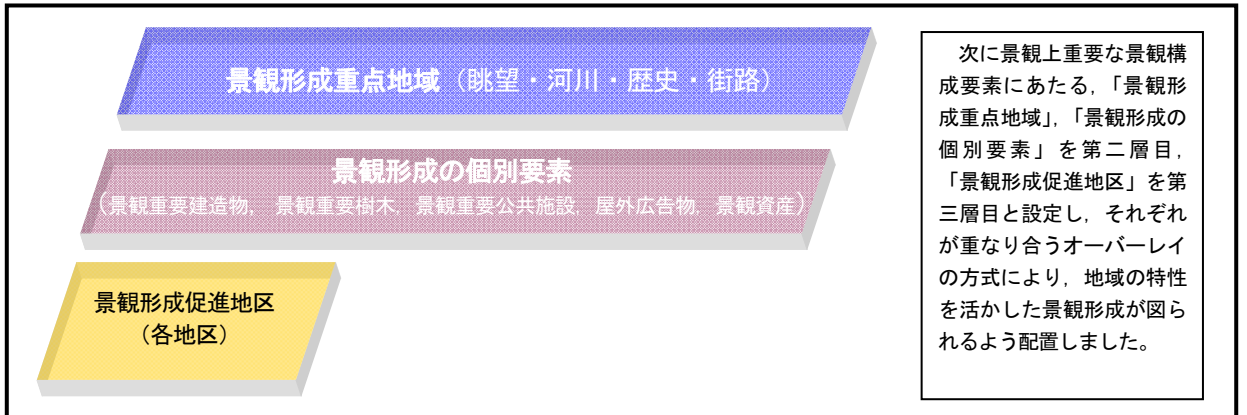 景観形成重点地域（眺望・河川・歴史・街路）
景観形成の個別要素
（景観重要建造物，景観重要樹木，景観重要公共施設，屋外広告物，景観資産）
景観形成促進地区
（各地区）
次に景観上重要な景観構
成要素にあたる，「景観形
成重点地域」，「景観形成の
個別要素」を第二層目，
「景観形成促進地区」を第
三層目と設定し，それぞれ
が重なり合うオーバーレイ
の方式により，地域の特性
を活かした景観形成が図ら
れるよう配置しました。